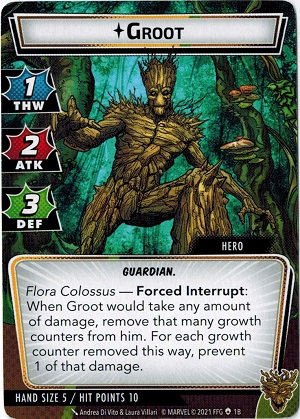 Groot
1
THW
2
ATK
3
DEF
HERO
GUARDIAN.
Flora Colossus — Forced Interrupt:
When Groot would take any amount
of damage, remove that many growth
counters from him. For each growth
counter removed this way, prevent
1 of that damage.
HAND SIZE 5 / HIT POINTS 10
Andrea Di Vito & Laura Villari © MARVEL © 2021 FFG 1B